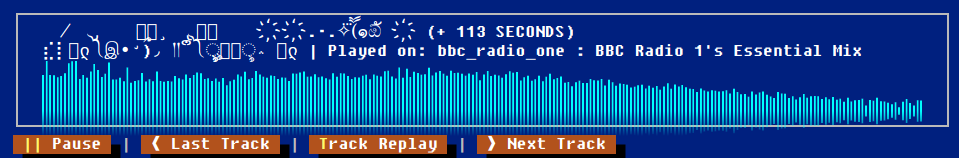 (+ 113 SECONDS)
| Played on: bbc_radio_one : BBC Radio 1's Essential Mix
|| Pause | ❰ Last Track | Track Replay | ❱ Next Track